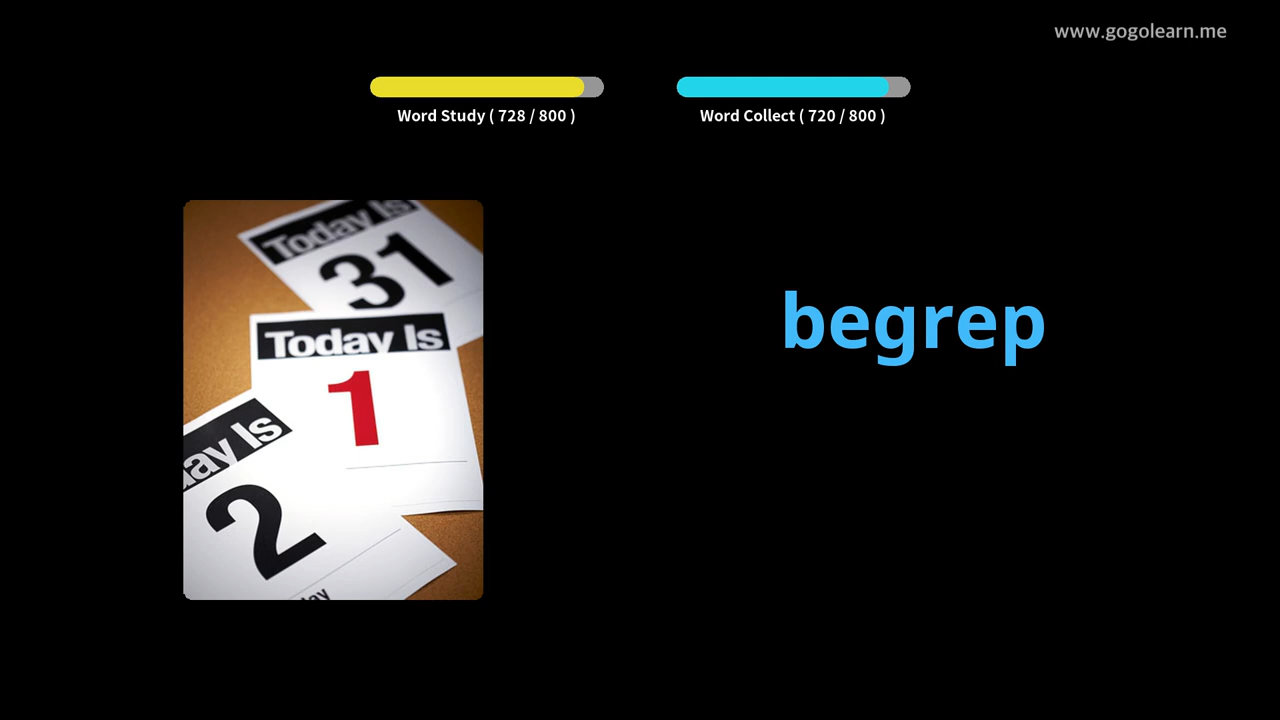 www.gogolearn.me
Word Study ( 728 / 800 )
Word Collect ( 720 / 800 )
Today Is
31
Today Is
1
ay Is
2
begrep